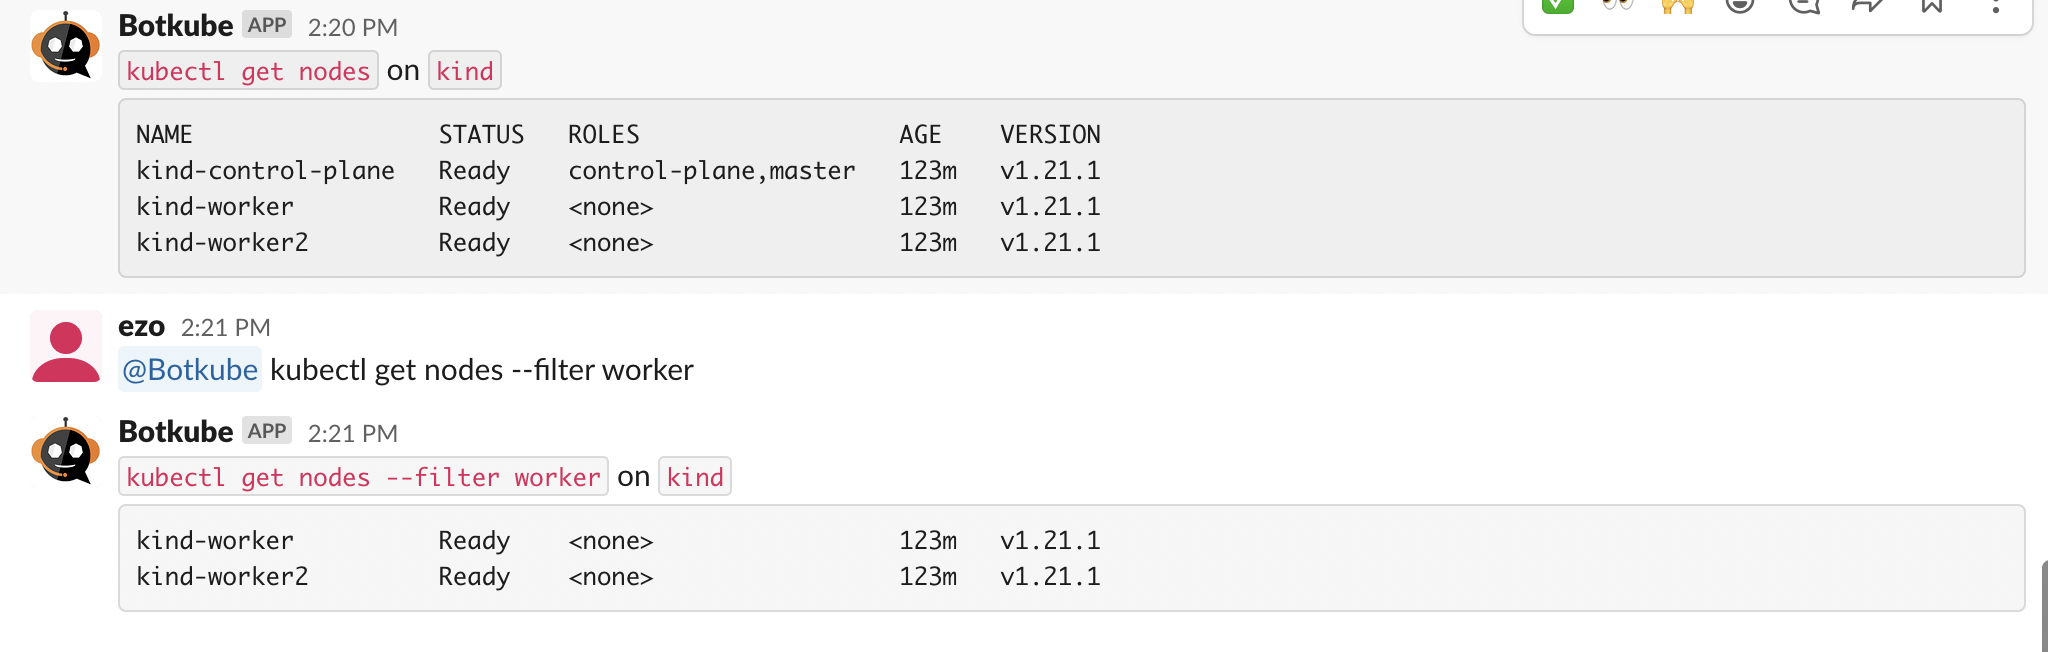 Botkube APP 2:20 PM
kubectl get nodes on kind
NAME                 STATUS   ROLES                  AGE    VERSION
kind-control-plane   Ready    control-plane,master   123m   v1.21.1
kind-worker          Ready    <none>                 123m   v1.21.1
kind-worker2         Ready    <none>                 123m   v1.21.1
ezo 2:21 PM
@Botkube kubectl get nodes --filter worker
Botkube APP 2:21 PM
kubectl get nodes --filter worker on kind
kind-worker          Ready    <none>                 123m   v1.21.1
kind-worker2         Ready    <none>                 123m   v1.21.1